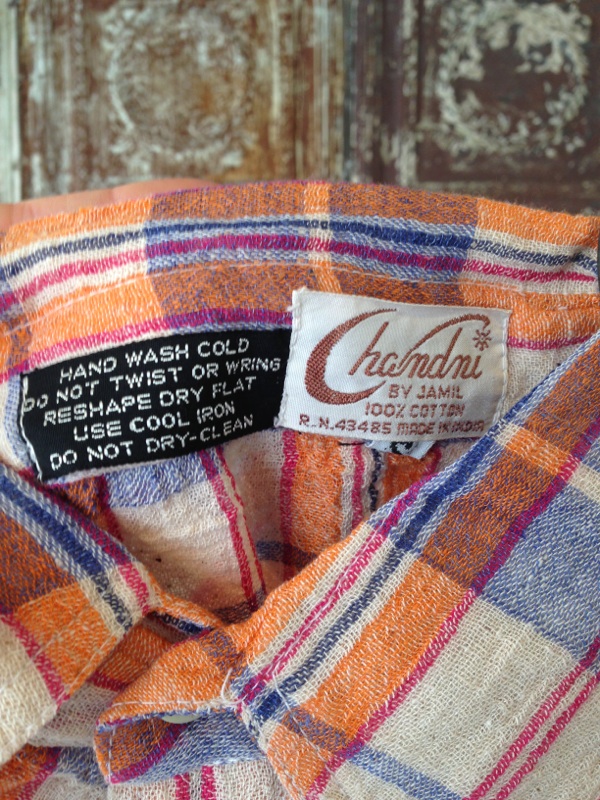 HAND WASH COLD
DO NOT TWIST OR WRING
RESHAPE DRY FLAT
USE COOL IRON
DO NOT DRY-CLEAN
Chandni
BY JAMIL
100% COTTON
R.N.43485 MADE IN INDIA